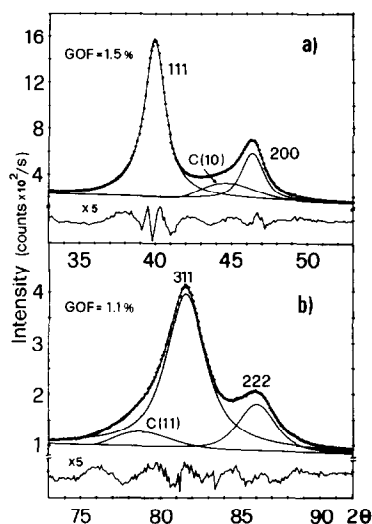 16
a)
GOF = 1.5 %
111
12
8
C(10)
200
4
x 5
35 40 45 50
Intensity (counts x10²/s)
311
4
b)
GOF = 1.1 %
3
222
2
C(11)
1
x5
75 80 85 90 2θ